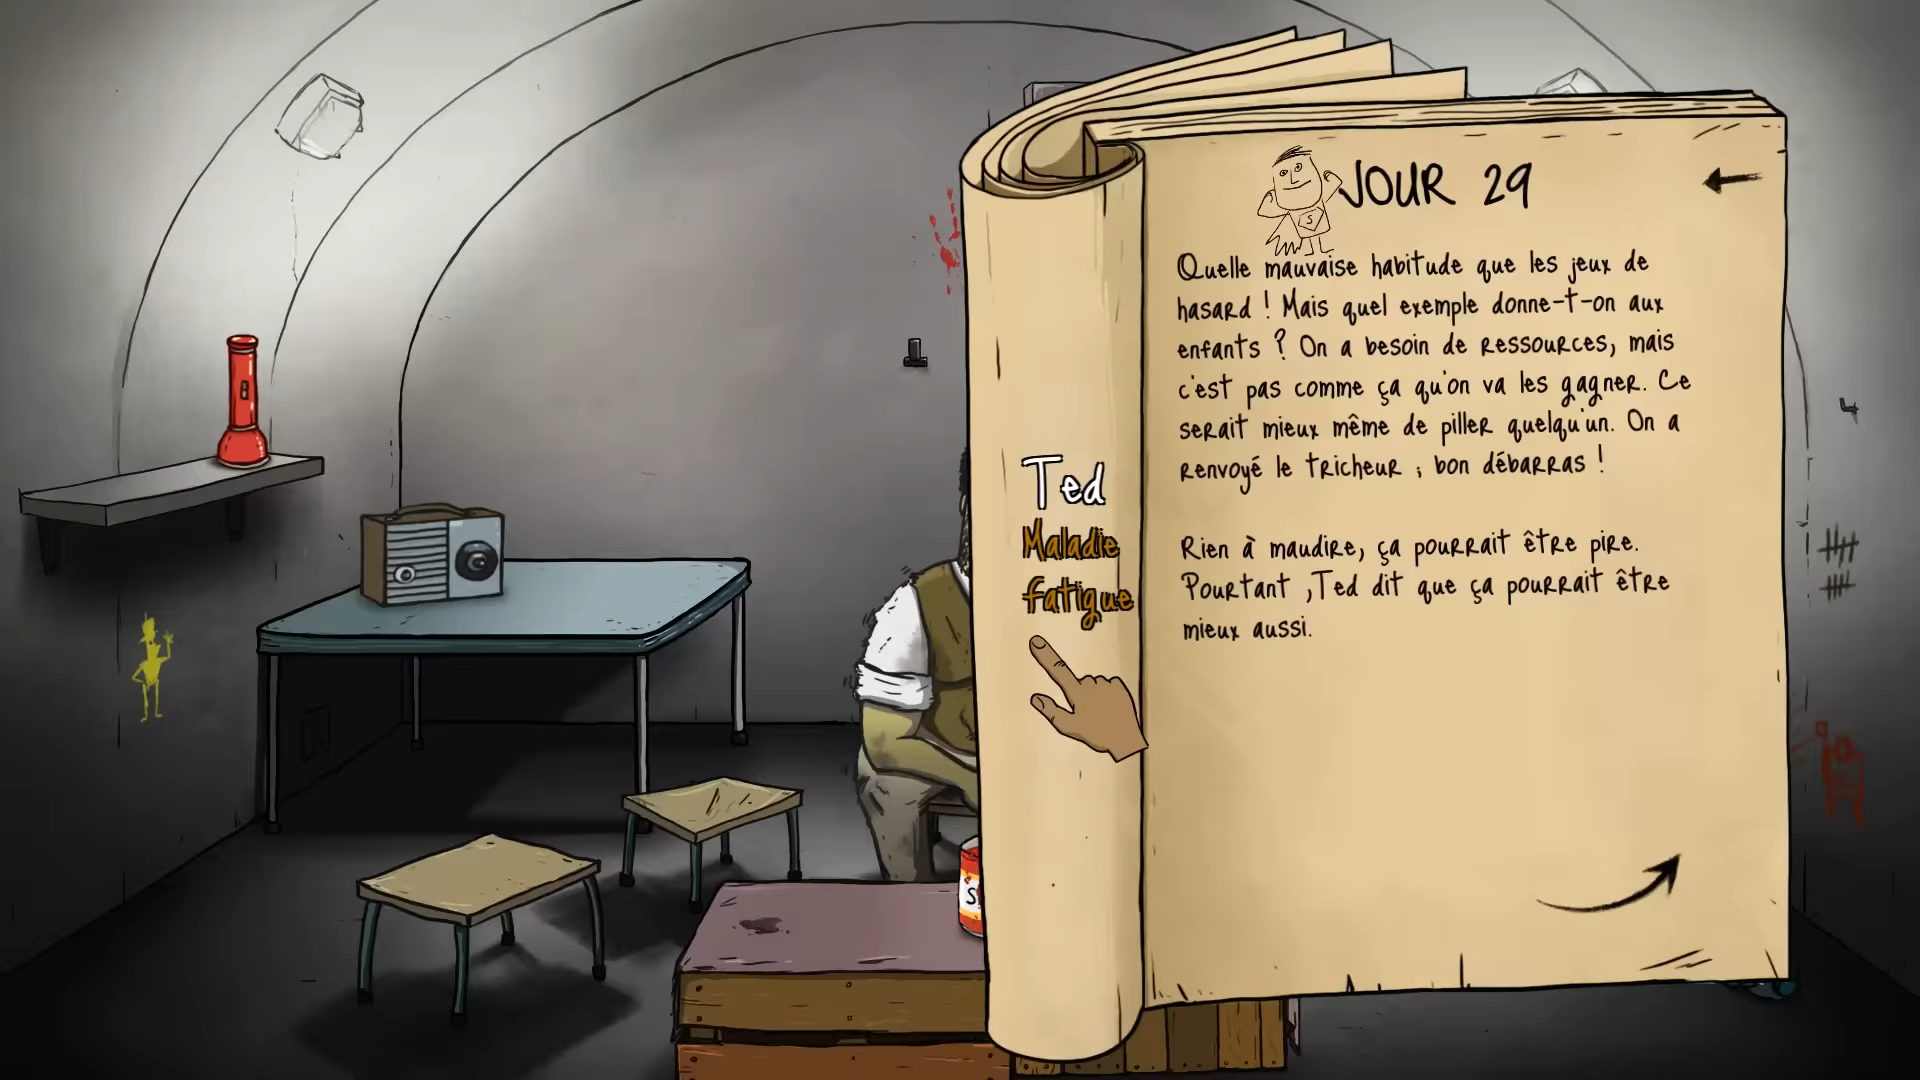 JOUR 29
Quelle mauvaise habitude que les jeux de
hasard ! Mais quel exemple donne-t-on aux
enfants ? On a besoin de ressources, mais
c'est pas comme ça qu'on va les gagner. Ce
serait mieux même de piller quelqu'un. On a
renvoyé le tricheur ; bon débarras !
Rien à maudire, ça pourrait être pire.
Pourtant ,Ted dit que ça pourrait être
mieux aussi.
Ted
Maladie
Fatigue
S